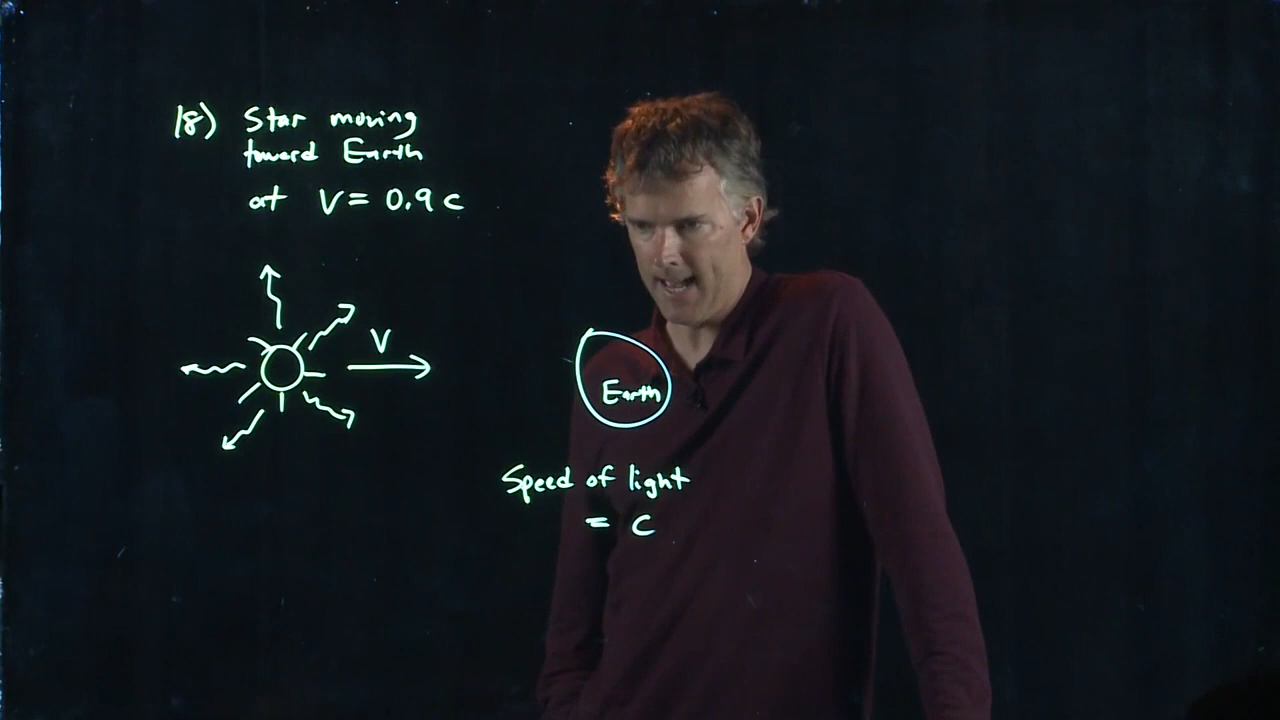 18) Star moving
toward Earth
at V = 0.9 c
V
Earth
Speed of light
= c